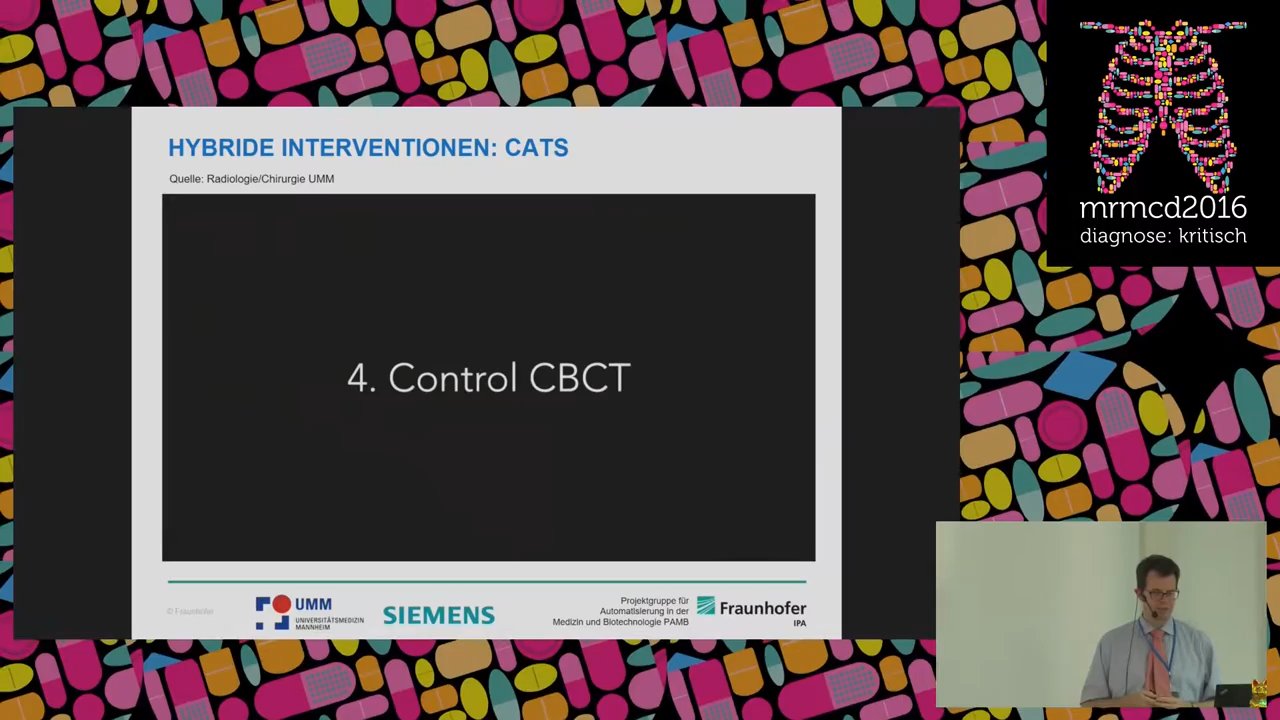 HYBRIDE INTERVENTIONEN: CATS
Quelle: Radiologie/Chirurgie UMM
4. Control CBCT
© Fraunhofer
UMM
UNIVERSITÄTSMEDIZIN
MANNHEIM
SIEMENS
Projektgruppe für
Automatisierung in der
Medizin und Biotechnologie PAMB
Fraunhofer
IPA
mrmcd2016
diagnose: kritisch